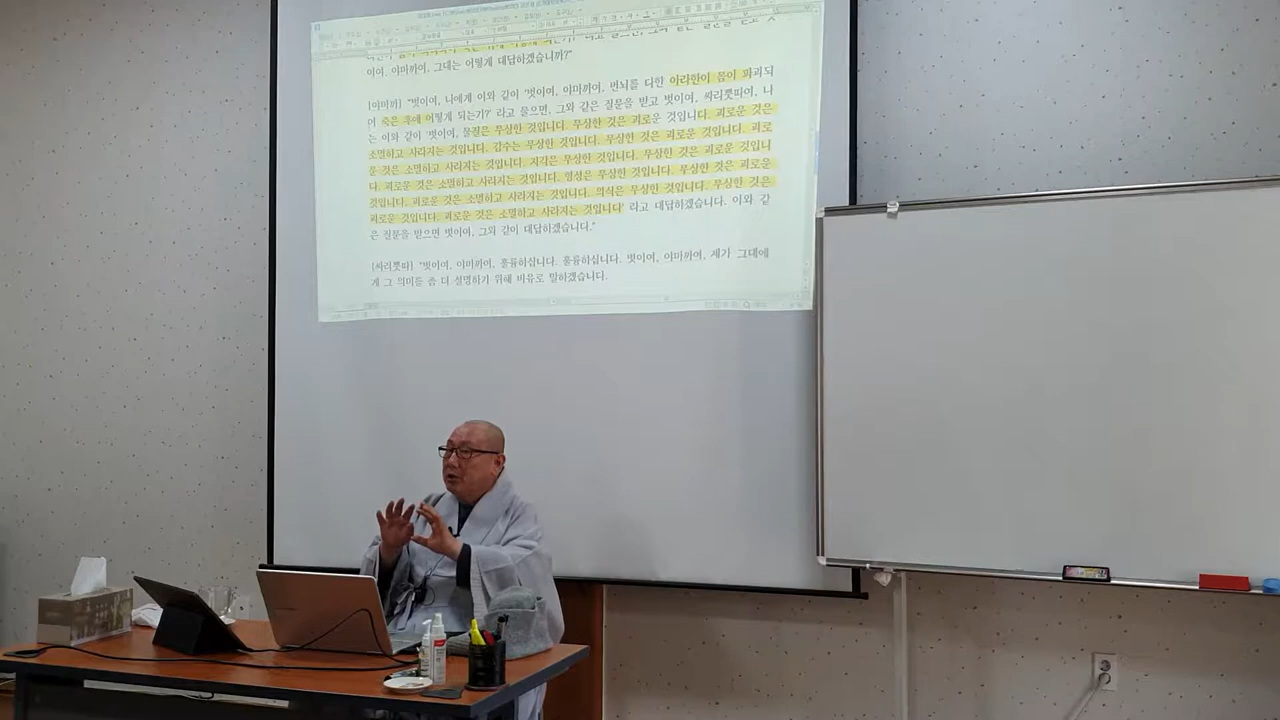 이여, 야마까여, 그대는 어떻게 대답하겠습니까?"
[야마까] "벗이여, 나에게 이와 같이 '벗이여, 야마까여, 번뇌를 다한 아라한이 몸이 파괴되
어 죽은 후에 어떻게 되는가?' 라고 물으면, 그와 같은 질문을 받고 벗이여, 싸리뿟따여, 나
는 이와 같이 '벗이여, 물질은 무상한 것입니다. 무상한 것은 괴로운 것입니다. 괴로운 것은
소멸하고 사라지는 것입니다. 감수는 무상한 것입니다. 무상한 것은 괴로운 것입니다. 괴로
운 것은 소멸하고 사라지는 것입니다. 지각은 무상한 것입니다. 무상한 것은 괴로운 것입니
다. 괴로운 것은 소멸하고 사라지는 것입니다. 형성은 무상한 것입니다. 무상한 것은 괴로운
것입니다. 괴로운 것은 소멸하고 사라지는 것입니다. 의식은 무상한 것입니다. 무상한 것은
괴로운 것입니다. 괴로운 것은 소멸하고 사라지는 것입니다' 라고 대답하겠습니다. 이와 같
은 질문을 받으면 벗이여, 그와 같이 대답하겠습니다."
[싸리뿟따] "벗이여, 야마까여, 훌륭하십니다. 훌륭하십니다. 벗이여, 야마까여, 제가 그대에
게 그 의미를 좀 더 설명하기 위해 비유로 말하겠습니다.